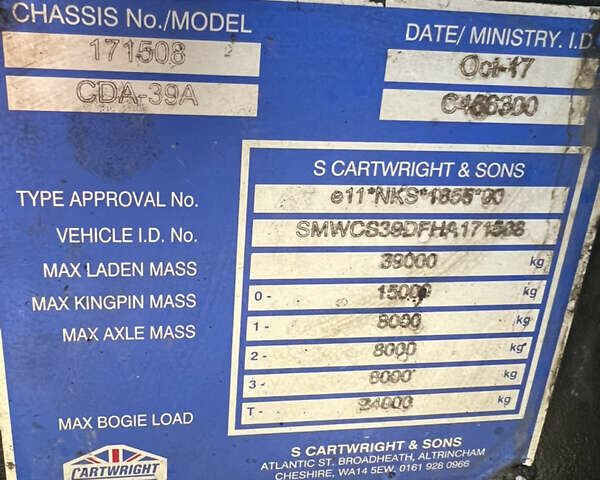 CHASSIS No./MODEL
DATE/ MINISTRY. I.D.
171508
Oct-17
CDA-39A
C466300
S CARTWRIGHT & SONS
TYPE APPROVAL No. e11*NKS*1855*00
VEHICLE I.D. No. SMWCS39DFHA171508
MAX LADEN MASS 39000 kg
MAX KINGPIN MASS 0- 15000 kg
MAX AXLE MASS 1- 8000 kg
2- 8000 kg
3- 8000 kg
MAX BOGIE LOAD T- 24000 kg
S CARTWRIGHT & SONS
ATLANTIC ST. BROADHEATH, ALTRINCHAM
CHESHIRE, WA14 5EW, 0161 928 0966
CARTWRIGHT